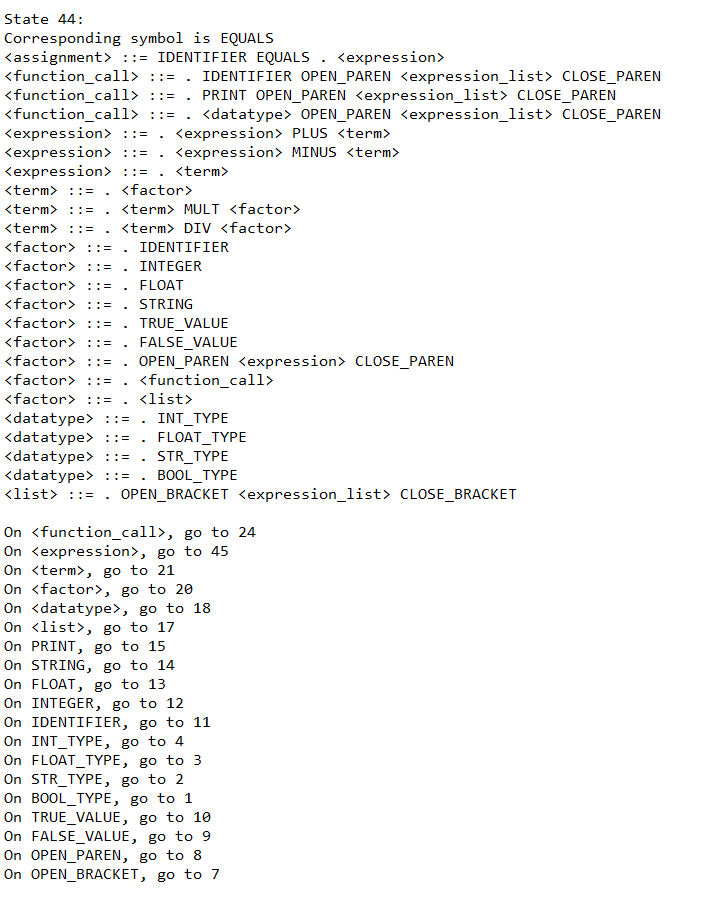 State 44:
Corresponding symbol is EQUALS
<assignment> ::= IDENTIFIER EQUALS . <expression>
<function_call> ::= . IDENTIFIER OPEN_PAREN <expression_list> CLOSE_PAREN
<function_call> ::= . PRINT OPEN_PAREN <expression_list> CLOSE_PAREN
<function_call> ::= . <datatype> OPEN_PAREN <expression_list> CLOSE_PAREN
<expression> ::= . <expression> PLUS <term>
<expression> ::= . <expression> MINUS <term>
<expression> ::= . <term>
<term> ::= . <factor>
<term> ::= . <term> MULT <factor>
<term> ::= . <term> DIV <factor>
<factor> ::= . IDENTIFIER
<factor> ::= . INTEGER
<factor> ::= . FLOAT
<factor> ::= . STRING
<factor> ::= . TRUE_VALUE
<factor> ::= . FALSE_VALUE
<factor> ::= . OPEN_PAREN <expression> CLOSE_PAREN
<factor> ::= . <function_call>
<factor> ::= . <list>
<datatype> ::= . INT_TYPE
<datatype> ::= . FLOAT_TYPE
<datatype> ::= . STR_TYPE
<datatype> ::= . BOOL_TYPE
<list> ::= . OPEN_BRACKET <expression_list> CLOSE_BRACKET

On <function_call>, go to 24
On <expression>, go to 45
On <term>, go to 21
On <factor>, go to 20
On <datatype>, go to 18
On <list>, go to 17
On PRINT, go to 15
On STRING, go to 14
On FLOAT, go to 13
On INTEGER, go to 12
On IDENTIFIER, go to 11
On INT_TYPE, go to 4
On FLOAT_TYPE, go to 3
On STR_TYPE, go to 2
On BOOL_TYPE, go to 1
On TRUE_VALUE, go to 10
On FALSE_VALUE, go to 9
On OPEN_PAREN, go to 8
On OPEN_BRACKET, go to 7